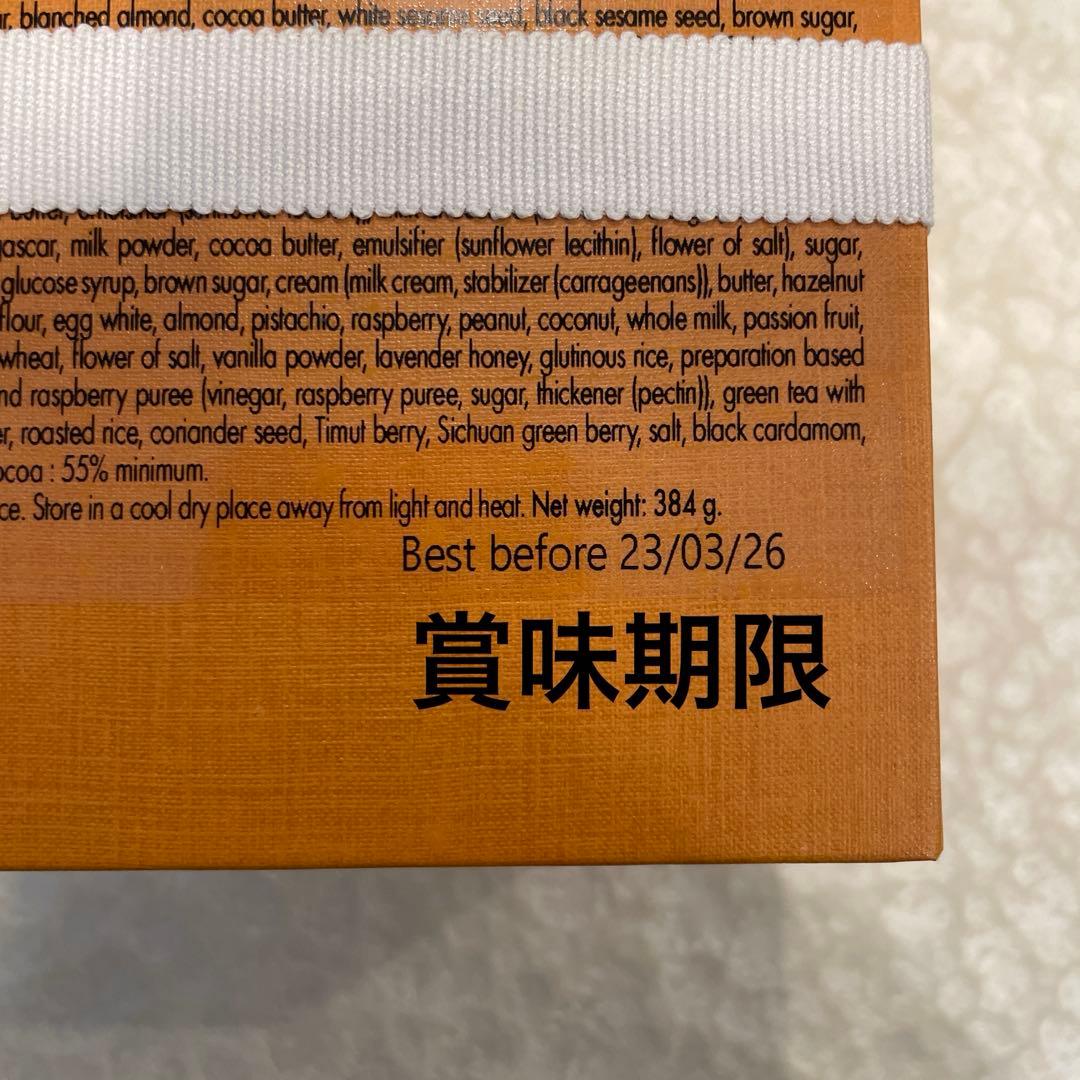 blanched almond, cocoa butter, white sesame seed, black sesame seed, brown sugar,
milk powder, cocoa butter, emulsifier (sunflower lecithin), flower of salt), sugar,
glucose syrup, brown sugar, cream (milk cream, stabilizer (carrageenans)), butter, hazelnut
flour, egg white, almond, pistachio, raspberry, peanut, coconut, whole milk, passion fruit,
wheat, flower of salt, vanilla powder, lavender honey, glutinous rice, preparation based
raspberry puree (vinegar, raspberry puree, sugar, thickener (pectin)), green tea with
roasted rice, coriander seed, Timut berry, Sichuan green berry, salt, black cardamom,
: 55% minimum.
Store in a cool dry place away from light and heat. Net weight: 384 g.
Best before 23/03/26
賞味期限